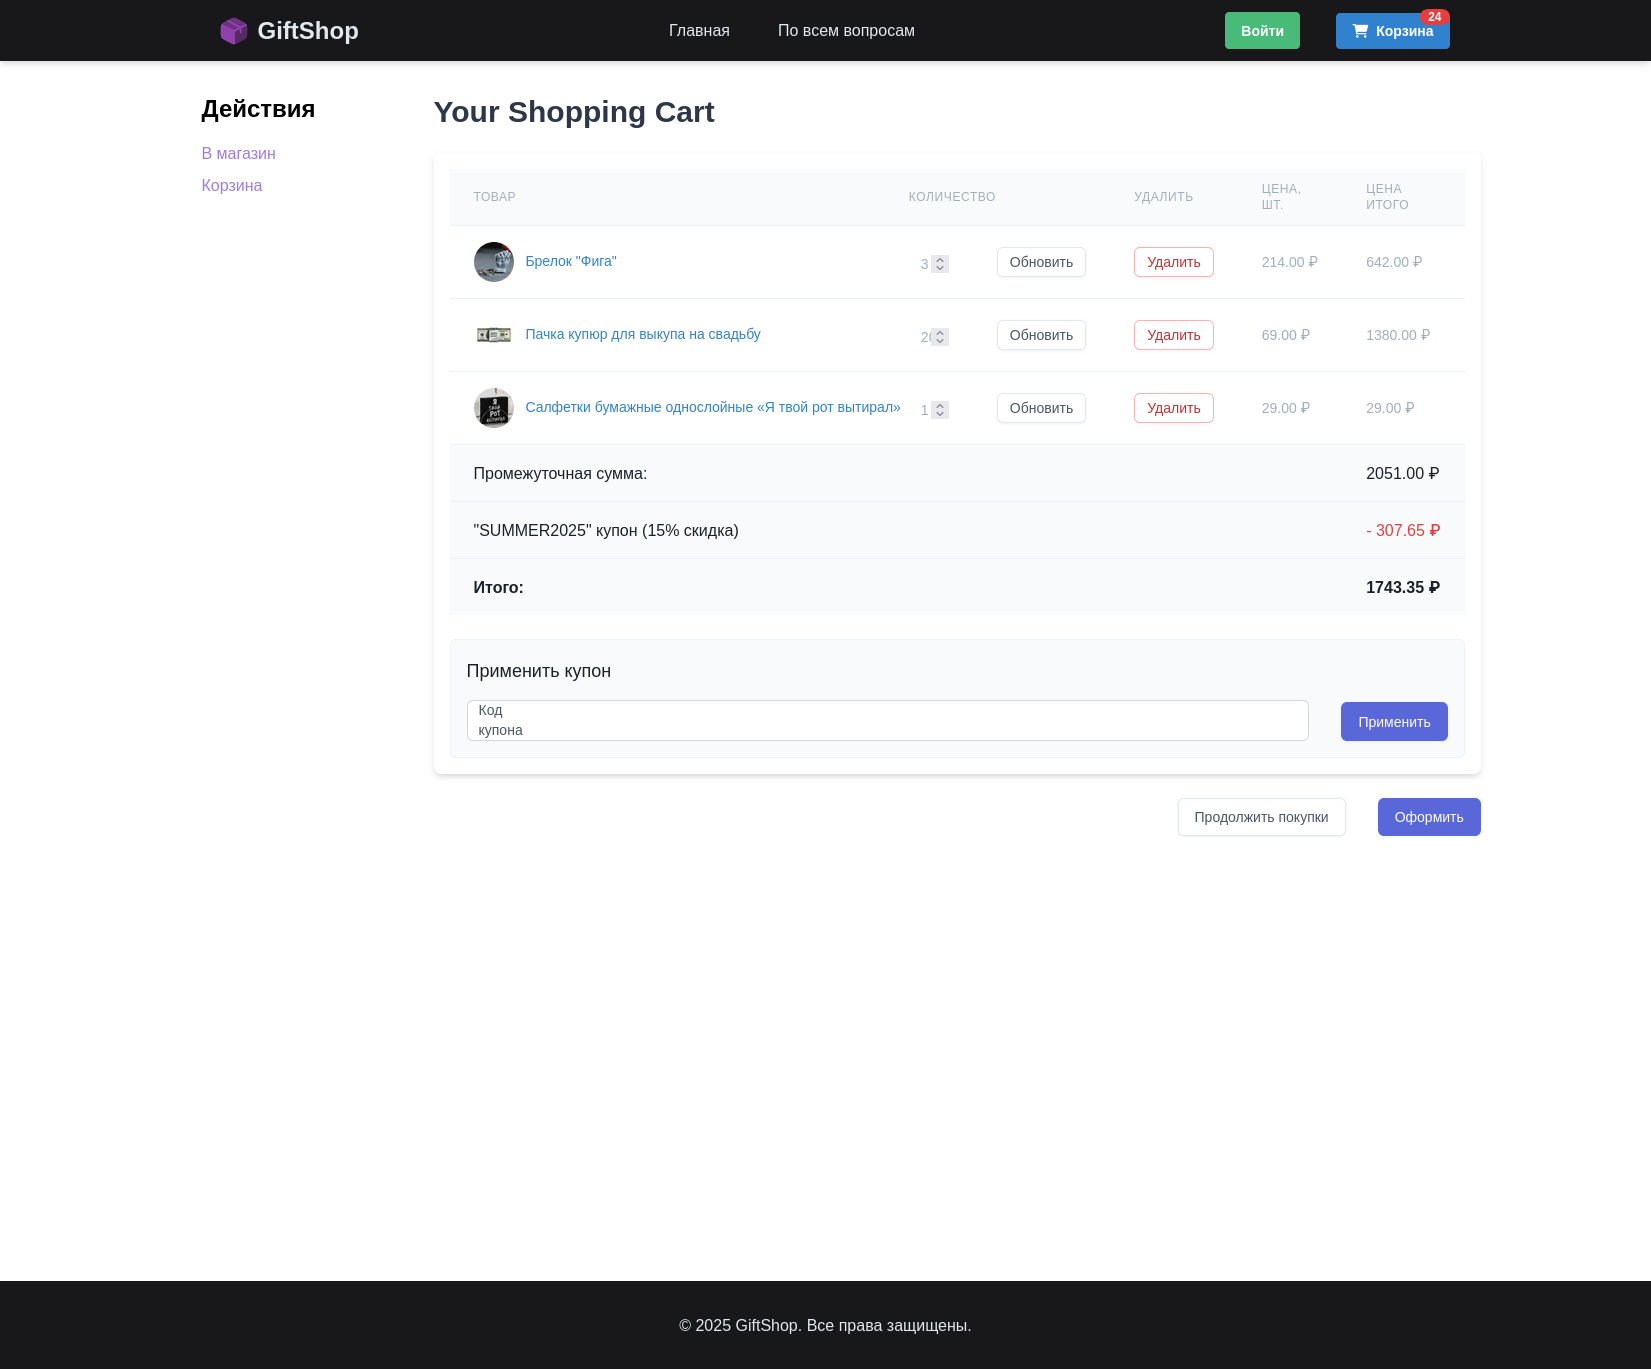 GiftShop
Главная
По всем вопросам
Войти
Корзина
24
Действия
В магазин
Корзина
Your Shopping Cart
ТОВАР
КОЛИЧЕСТВО
УДАЛИТЬ
ЦЕНА,
ШТ.
ЦЕНА
ИТОГО
Брелок "Фига"
3
Обновить
Удалить
214.00 ₽
642.00 ₽
Пачка купюр для выкупа на свадьбу
Обновить
Удалить
69.00 ₽
1380.00 ₽
Салфетки бумажные однослойные «Я твой рот вытирал»
1
Обновить
Удалить
29.00 ₽
29.00 ₽
Промежуточная сумма:
2051.00 ₽
"SUMMER2025" купон (15% скидка)
- 307.65 ₽
Итого:
1743.35 ₽
Применить купон
Код
купона
Применить
Продолжить покупки
Оформить
© 2025 GiftShop. Все права защищены.